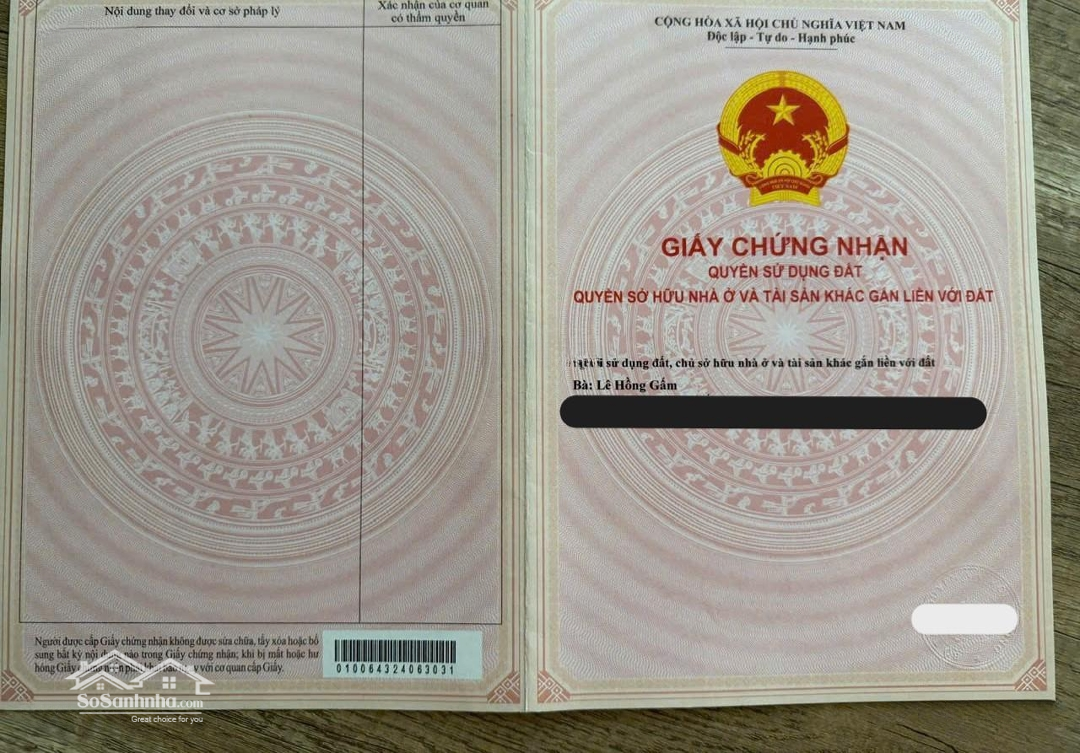 Nội dung thay đổi và cơ sở pháp lý
Xác nhận của cơ quan
có thẩm quyền
Người được cấp Giấy chứng nhận không được sửa chữa, tẩy xóa hoặc bổ
sung bất kỳ nội dung nào trong Giấy chứng nhận; khi bị mất hoặc hư
hỏng Giấy với cơ quan cấp Giấy.
010064324063031
SoSanhnha.com
Great choice for you
CỘNG HÒA XÃ HỘI CHỦ NGHĨA VIỆT NAM
Độc lập - Tự do - Hạnh phúc
VIỆT NAM
GIẤY CHỨNG NHẬN
QUYỀN SỬ DỤNG ĐẤT
QUYỀN SỞ HỮU NHÀ Ở VÀ TÀI SẢN KHÁC GẮN LIỀN VỚI ĐẤT
sử dụng đất, chủ sở hữu nhà ở và tài sản khác gắn liền với đất
Bà: Lê Hồng Gấm